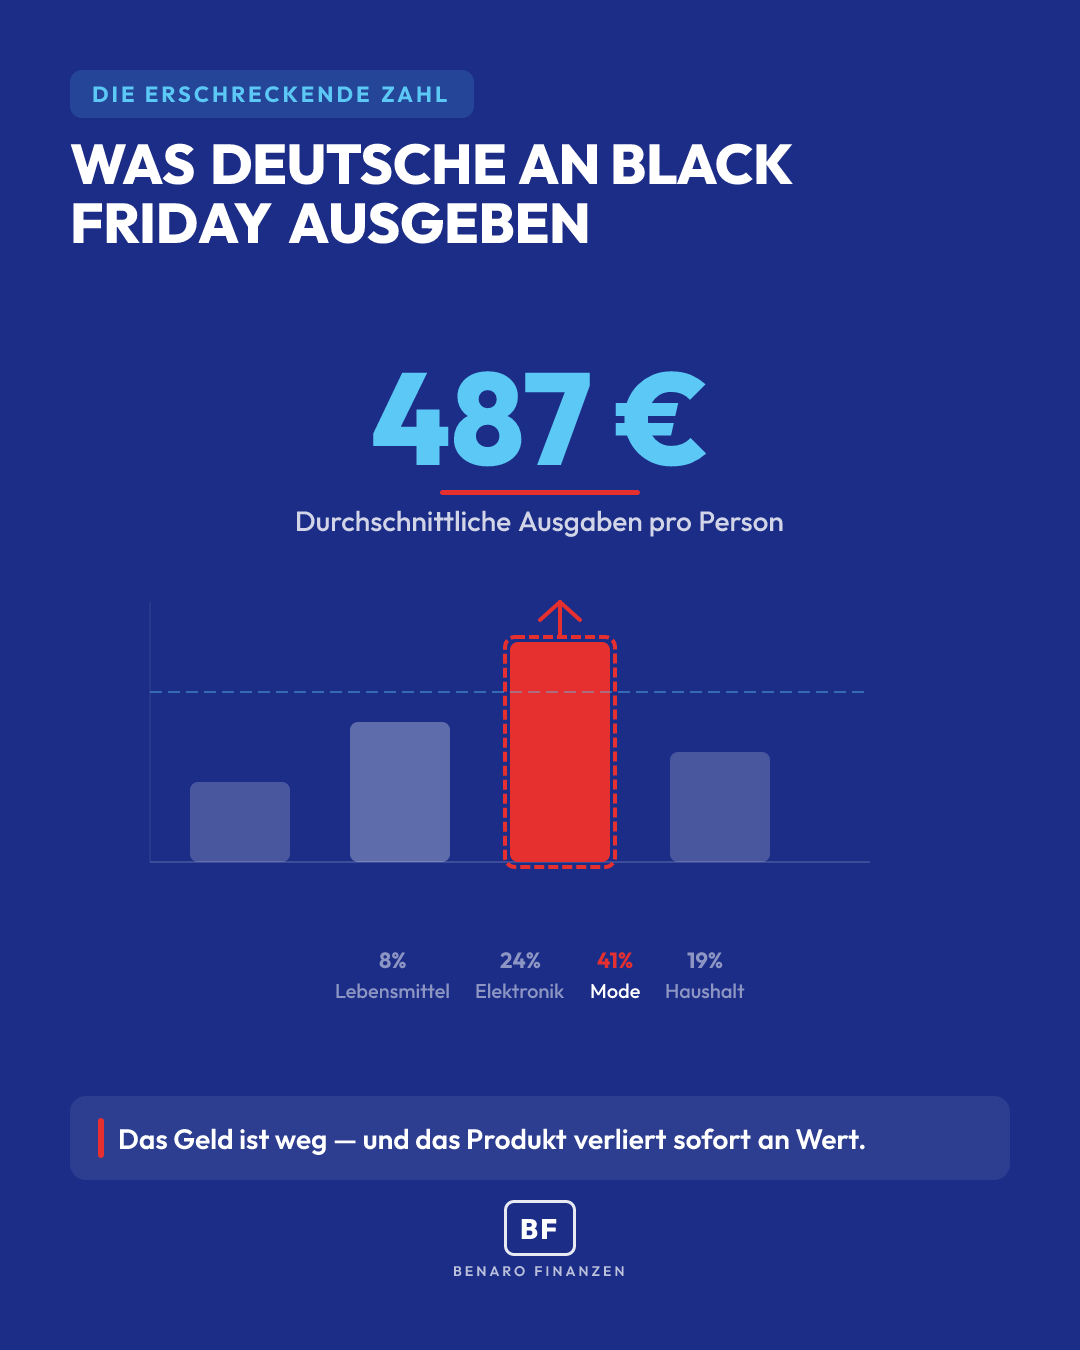 DIE ERSCHRECKENDE ZAHL
WAS DEUTSCHE AN BLACK
FRIDAY AUSGEBEN
487 €
Durchschnittliche Ausgaben pro Person
8% 24% 41% 19%
Lebensmittel Elektronik Mode Haushalt
Das Geld ist weg — und das Produkt verliert sofort an Wert.
BF
BENARO FINANZEN